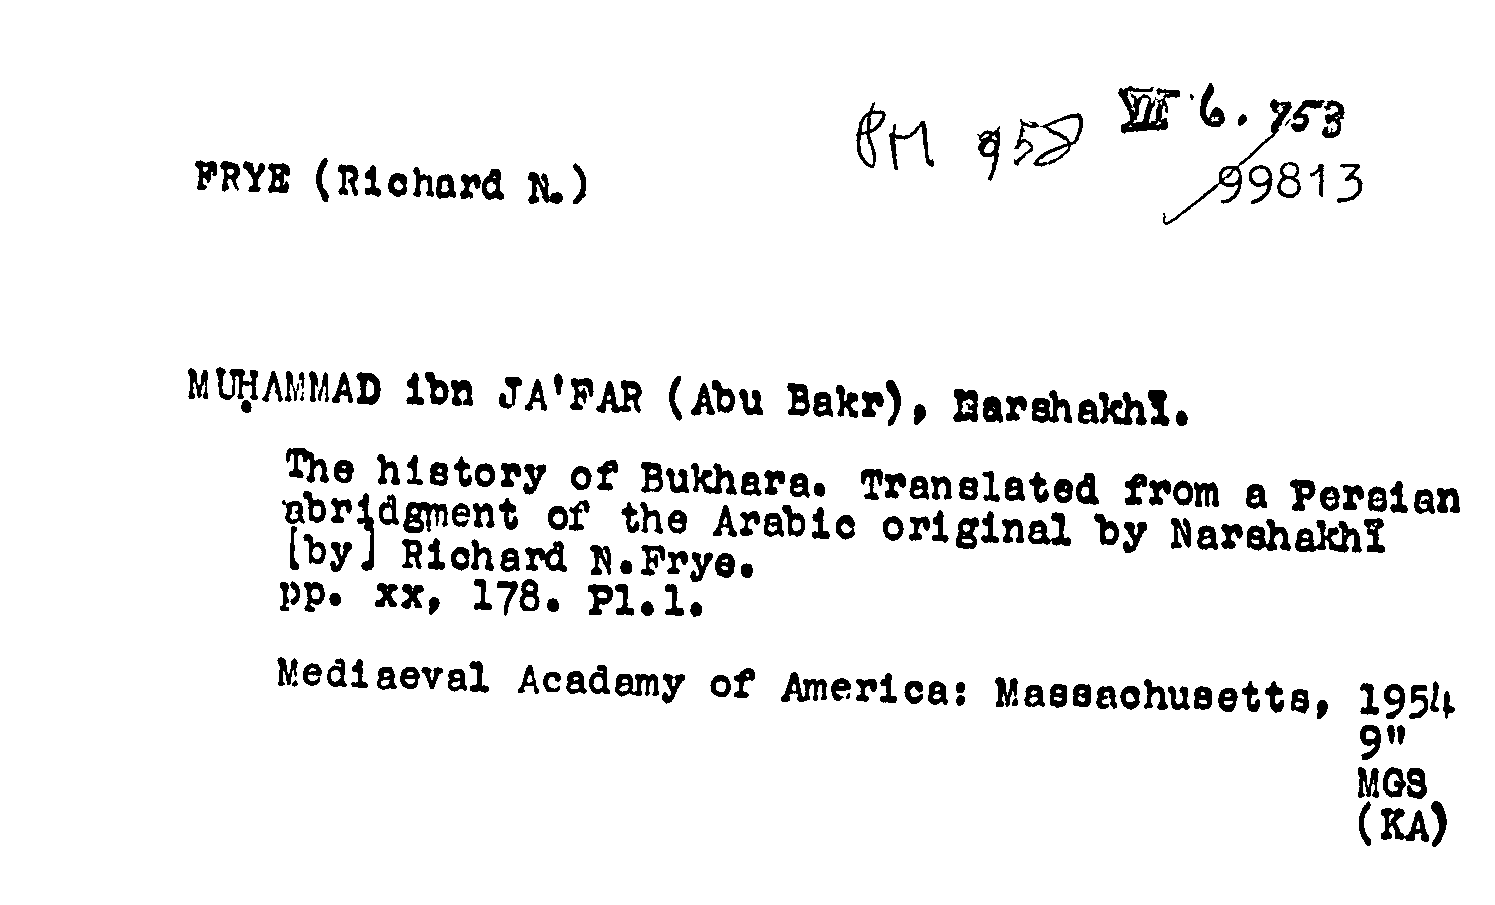 PM 958 VII 6. 753
99813
FRYE (Richard N.)
MUḤAMMAD ibn JA'FAR (Abu Bakr), Narshakhī.
The history of Bukhara. Translated from a Persian
abridgment of the Arabic original by Narshakhī
[by] Richard N.Frye.
pp. xx, 178. Pl.1.
Mediaeval Acadamy of America: Massachusetts, 1954
9"
MGS
(KA)